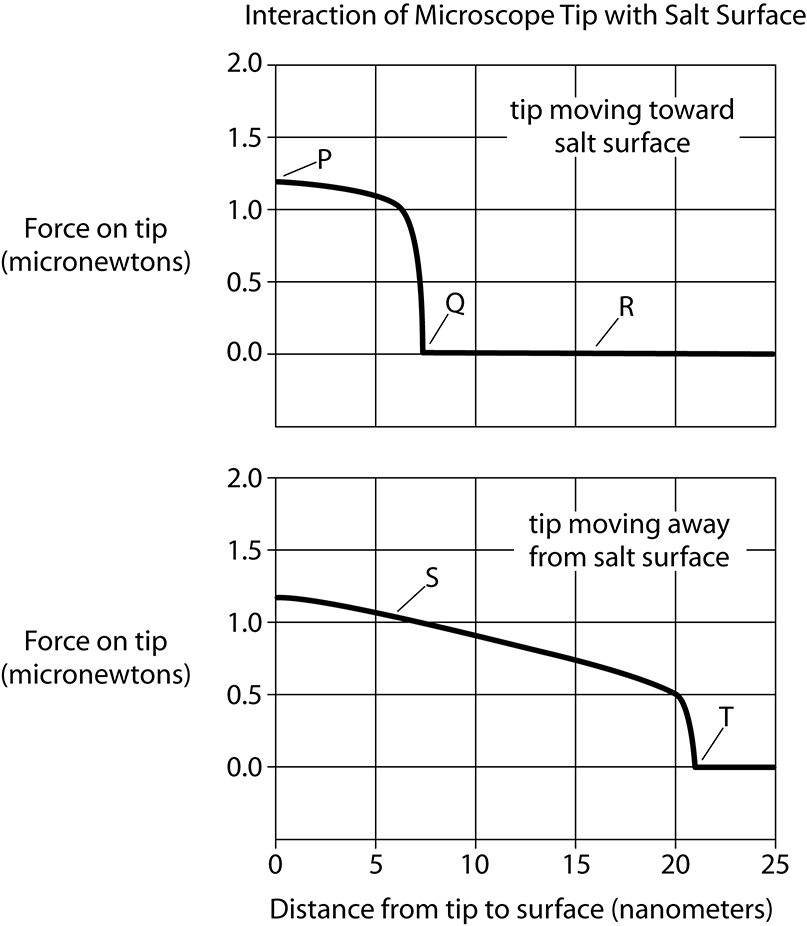 Interaction of Microscope Tip with Salt Surface
2.0
1.5
1.0
0.5
0.0
Force on tip
(micronewtons)
tip moving toward
salt surface
P
Q
R
2.0
1.5
1.0
0.5
0.0
Force on tip
(micronewtons)
tip moving away
from salt surface
S
T
0 5 10 15 20 25
Distance from tip to surface (nanometers)